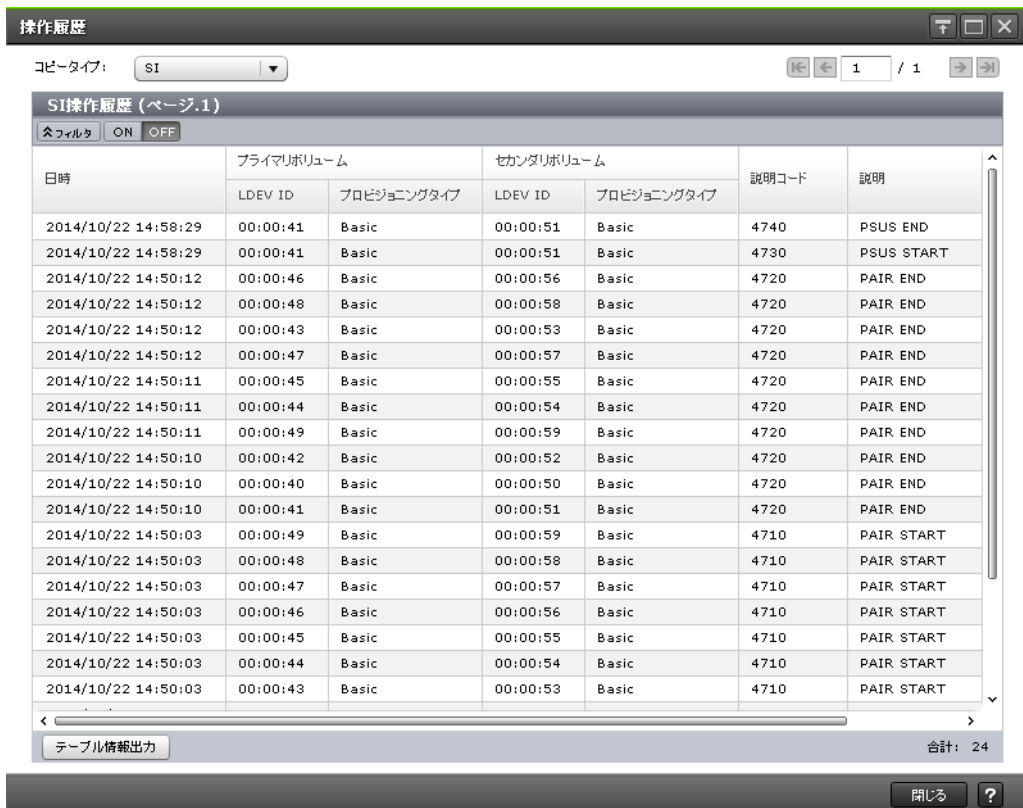 操作履歴
コピータイプ: SI 1 / 1
SI操作履歴 (ページ.1)
フィルタ ON OFF
日時 プライマリボリューム セカンダリボリューム 説明コード 説明
LDEV ID プロビジョニングタイプ LDEV ID プロビジョニングタイプ
2014/10/22 14:58:29 00:00:41 Basic 00:00:51 Basic 4740 PSUS END
2014/10/22 14:58:29 00:00:41 Basic 00:00:51 Basic 4730 PSUS START
2014/10/22 14:50:12 00:00:46 Basic 00:00:56 Basic 4720 PAIR END
2014/10/22 14:50:12 00:00:48 Basic 00:00:58 Basic 4720 PAIR END
2014/10/22 14:50:12 00:00:43 Basic 00:00:53 Basic 4720 PAIR END
2014/10/22 14:50:12 00:00:47 Basic 00:00:57 Basic 4720 PAIR END
2014/10/22 14:50:11 00:00:45 Basic 00:00:55 Basic 4720 PAIR END
2014/10/22 14:50:11 00:00:44 Basic 00:00:54 Basic 4720 PAIR END
2014/10/22 14:50:11 00:00:49 Basic 00:00:59 Basic 4720 PAIR END
2014/10/22 14:50:10 00:00:42 Basic 00:00:52 Basic 4720 PAIR END
2014/10/22 14:50:10 00:00:40 Basic 00:00:50 Basic 4720 PAIR END
2014/10/22 14:50:10 00:00:41 Basic 00:00:51 Basic 4720 PAIR END
2014/10/22 14:50:03 00:00:49 Basic 00:00:59 Basic 4710 PAIR START
2014/10/22 14:50:03 00:00:48 Basic 00:00:58 Basic 4710 PAIR START
2014/10/22 14:50:03 00:00:47 Basic 00:00:57 Basic 4710 PAIR START
2014/10/22 14:50:03 00:00:46 Basic 00:00:56 Basic 4710 PAIR START
2014/10/22 14:50:03 00:00:45 Basic 00:00:55 Basic 4710 PAIR START
2014/10/22 14:50:03 00:00:44 Basic 00:00:54 Basic 4710 PAIR START
2014/10/22 14:50:03 00:00:43 Basic 00:00:53 Basic 4710 PAIR START
テーブル情報出力 合計: 24
閉じる ?